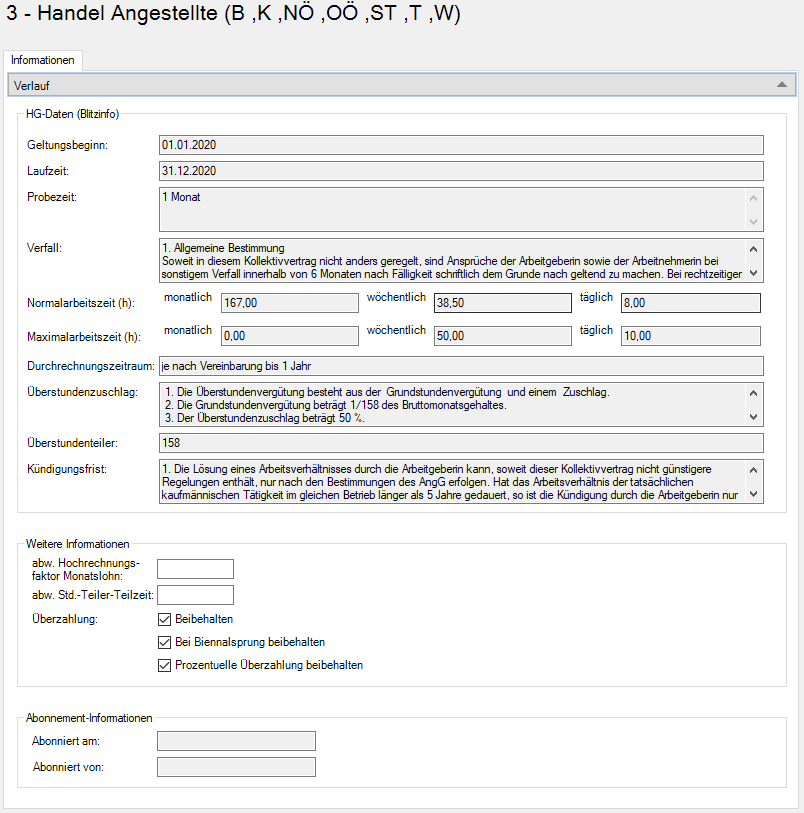 3 - Handel Angestellte (B ,K ,NÖ ,OÖ ,ST ,T ,W)
Informationen
Verlauf
HG-Daten (Blitzinfo)
Geltungsbeginn: 01.01.2020
Laufzeit: 31.12.2020
Probezeit: 1 Monat
Verfall: 1. Allgemeine Bestimmung
Soweit in diesem Kollektivvertrag nicht anders geregelt, sind Ansprüche der Arbeitgeberin sowie der Arbeitnehmerin bei
sonstigem Verfall innerhalb von 6 Monaten nach Fälligkeit schriftlich dem Grunde nach geltend zu machen. Bei rechtzeitiger
Normalarbeitszeit (h): monatlich 167,00 wöchentlich 38,50 täglich 8,00
Maximalarbeitszeit (h): monatlich 0,00 wöchentlich 50,00 täglich 10,00
Durchrechnungszeitraum: je nach Vereinbarung bis 1 Jahr
Überstundenzuschlag: 1. Die Überstundenvergütung besteht aus der Grundstundenvergütung und einem Zuschlag.
2. Die Grundstundenvergütung beträgt 1/158 des Bruttomonatsgehaltes.
3. Der Überstundenzuschlag beträgt 50 %.
Überstundenteiler: 158
Kündigungsfrist: 1. Die Lösung eines Arbeitsverhältnisses durch die Arbeitgeberin kann, soweit dieser Kollektivvertrag nicht günstigere
Regelungen enthält, nur nach den Bestimmungen des AngG erfolgen. Hat das Arbeitsverhältnis der tatsächlichen
kaufmännischen Tätigkeit im gleichen Betrieb länger als 5 Jahre gedauert, so ist die Kündigung durch die Arbeitgeberin nur
Weitere Informationen
abw. Hochrechnungs-
faktor Monatslohn:
abw. Std.-Teiler-Teilzeit:
Überzahlung: Beibehalten
Bei Biennalsprung beibehalten
Prozentuelle Überzahlung beibehalten
Abonnement-Informationen
Abonniert am:
Abonniert von: